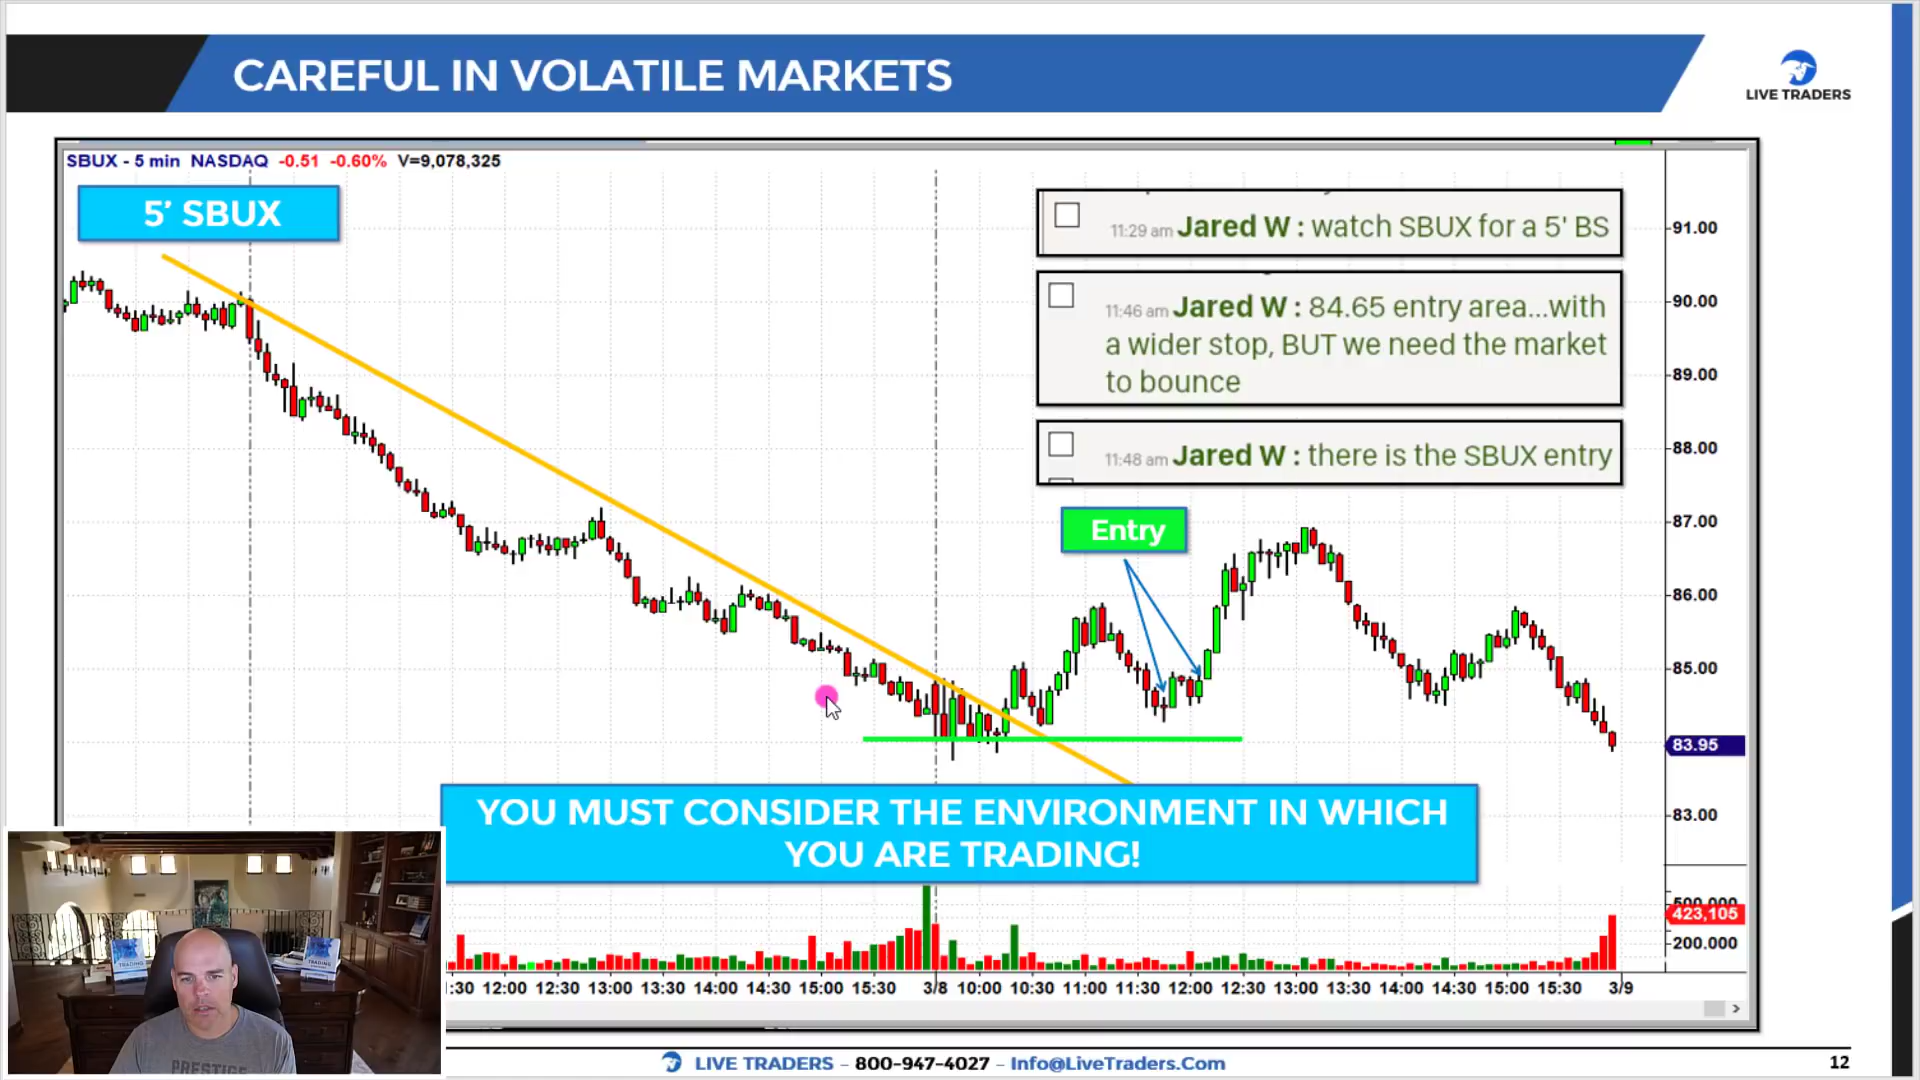 CAREFUL IN VOLATILE MARKETS
LIVE TRADERS
SBUX - 5 min NASDAQ -0.51 -0.60% V=9,078,325
5' SBUX
11:29 am Jared W : watch SBUX for a 5' BS
11:46 am Jared W : 84.65 entry area...with
a wider stop, BUT we need the market
to bounce
11:48 am Jared W : there is the SBUX entry
Entry
91.00
90.00
89.00
88.00
87.00
86.00
85.00
83.95
83.00
YOU MUST CONSIDER THE ENVIRONMENT IN WHICH
YOU ARE TRADING!
500.000
423,105
200.000
:30 12:00 12:30 13:00 13:30 14:00 14:30 15:00 15:30 3/8 10:00 10:30 11:00 11:30 12:00 12:30 13:00 13:30 14:00 14:30 15:00 15:30 3/9
TRADING
TRADING
PRESTIGE
LIVE TRADERS – 800-947-4027 – Info@LiveTraders.Com
12